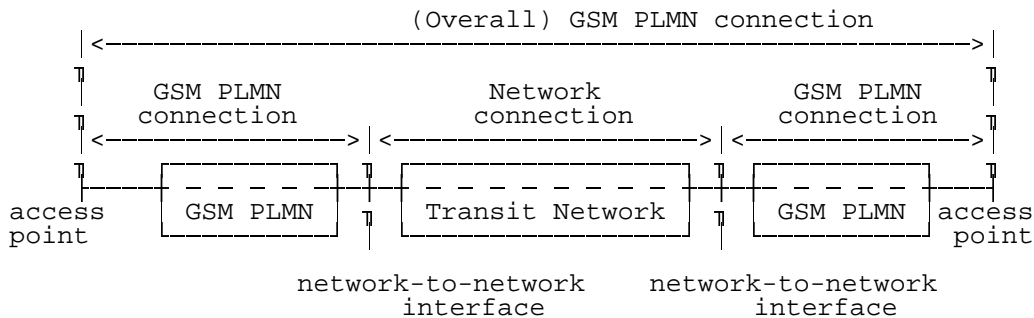 (Overall) GSM PLMN connection
GSM PLMN Network GSM PLMN
connection connection connection
access GSM PLMN Transit Network GSM PLMN access
point point
network-to-network network-to-network
interface interface